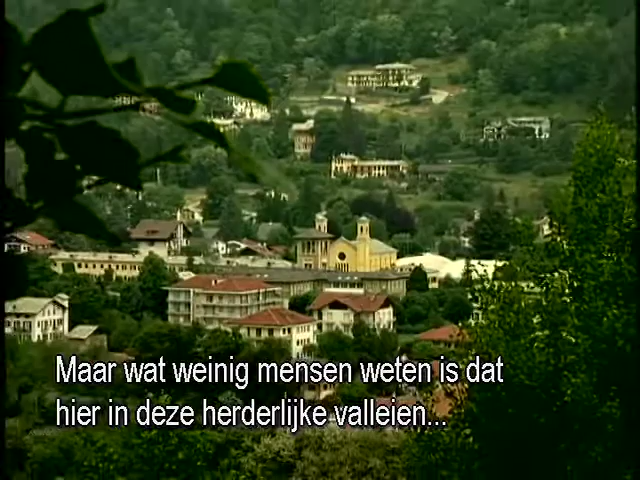 Maar wat weinig mensen weten is dat
hier in deze herderlijke valleien...